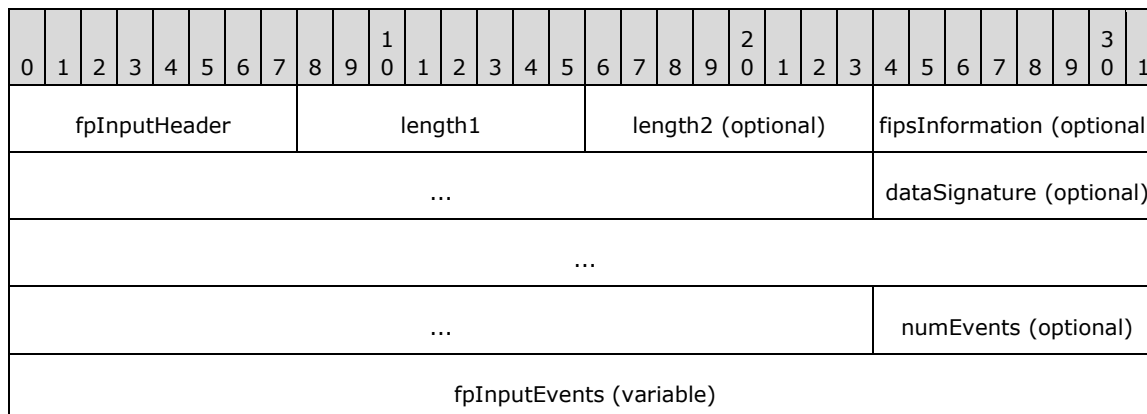 1 2 3
0 1 2 3 4 5 6 7 8 9 0 1 2 3 4 5 6 7 8 9 0 1 2 3 4 5 6 7 8 9 0 1
fpInputHeader length1 length2 (optional) fipsInformation (optional
... dataSignature (optional)
...
... numEvents (optional)
fpInputEvents (variable)